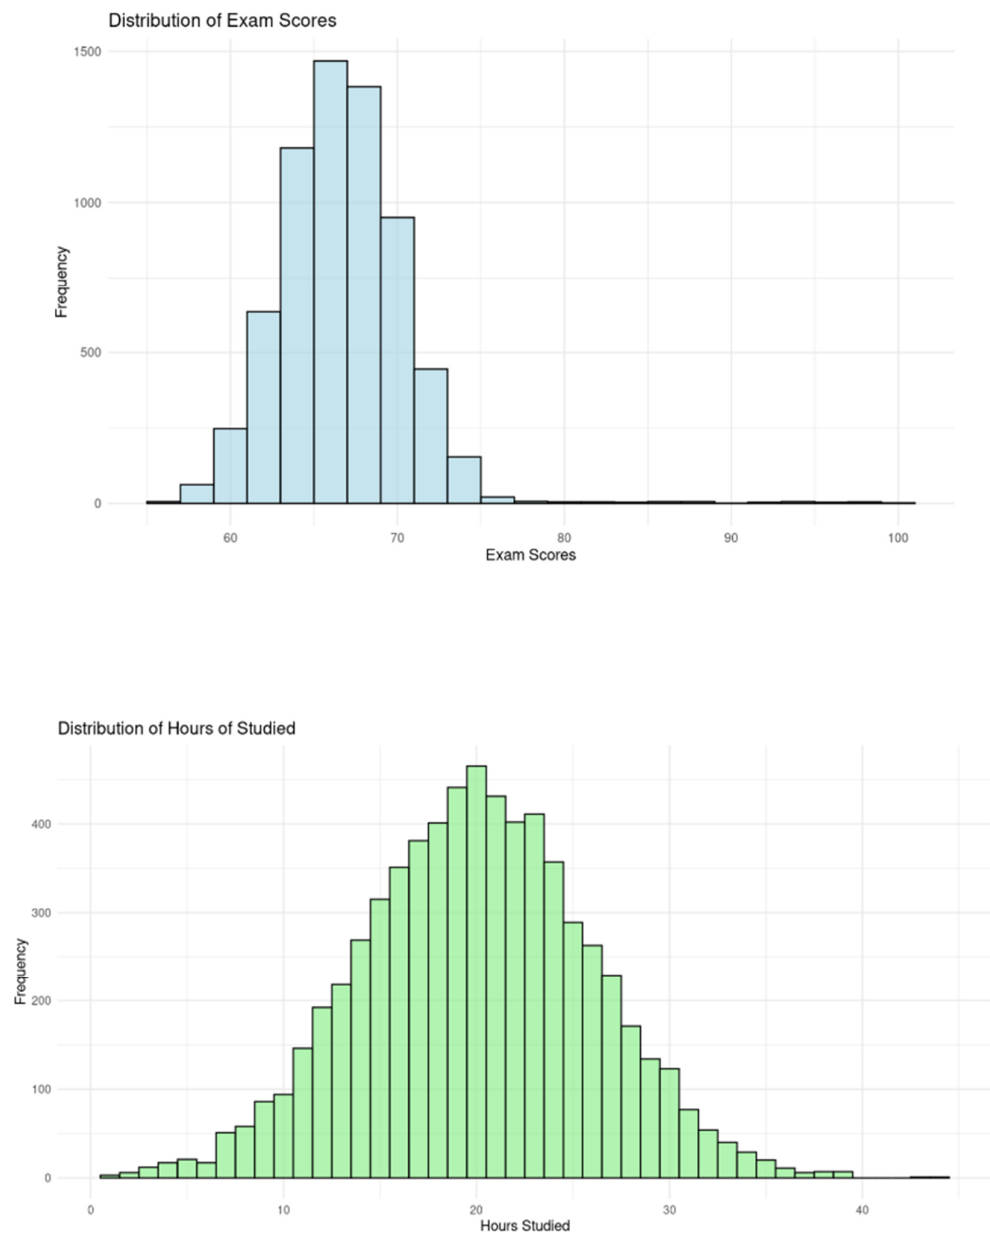 Distribution of Exam Scores
1500
1000
500
0
Frequency
60 70 80 90 100
Exam Scores
Distribution of Hours of Studied
400
300
200
100
0
Frequency
0 10 20 30 40
Hours Studied